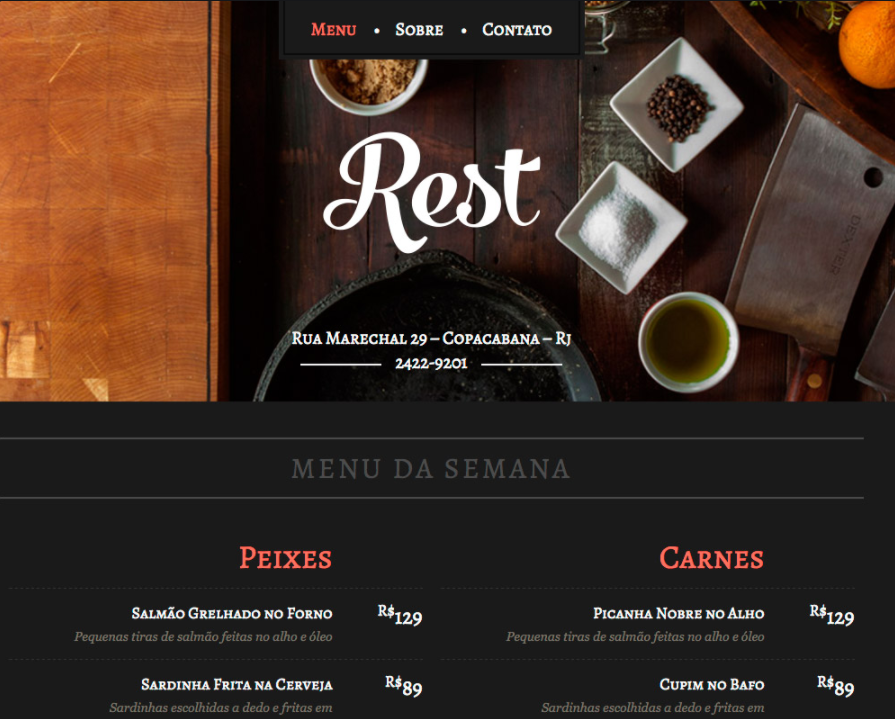 Menu • Sobre • Contato
Rest
Rua Marechal 29 – Copacabana – Rj
2422-9201
DEXTER
MENU DA SEMANA
Peixes
Salmão Grelhado no Forno R$129
Pequenas tiras de salmão feitas no alho e óleo
Sardinha Frita na Cerveja R$89
Sardinhas escolhidas a dedo e fritas em
Carnes
Picanha Nobre no Alho R$129
Pequenas tiras de salmão feitas no alho e óleo
Cupim no Bafo R$89
Sardinhas escolhidas a dedo e fritas em